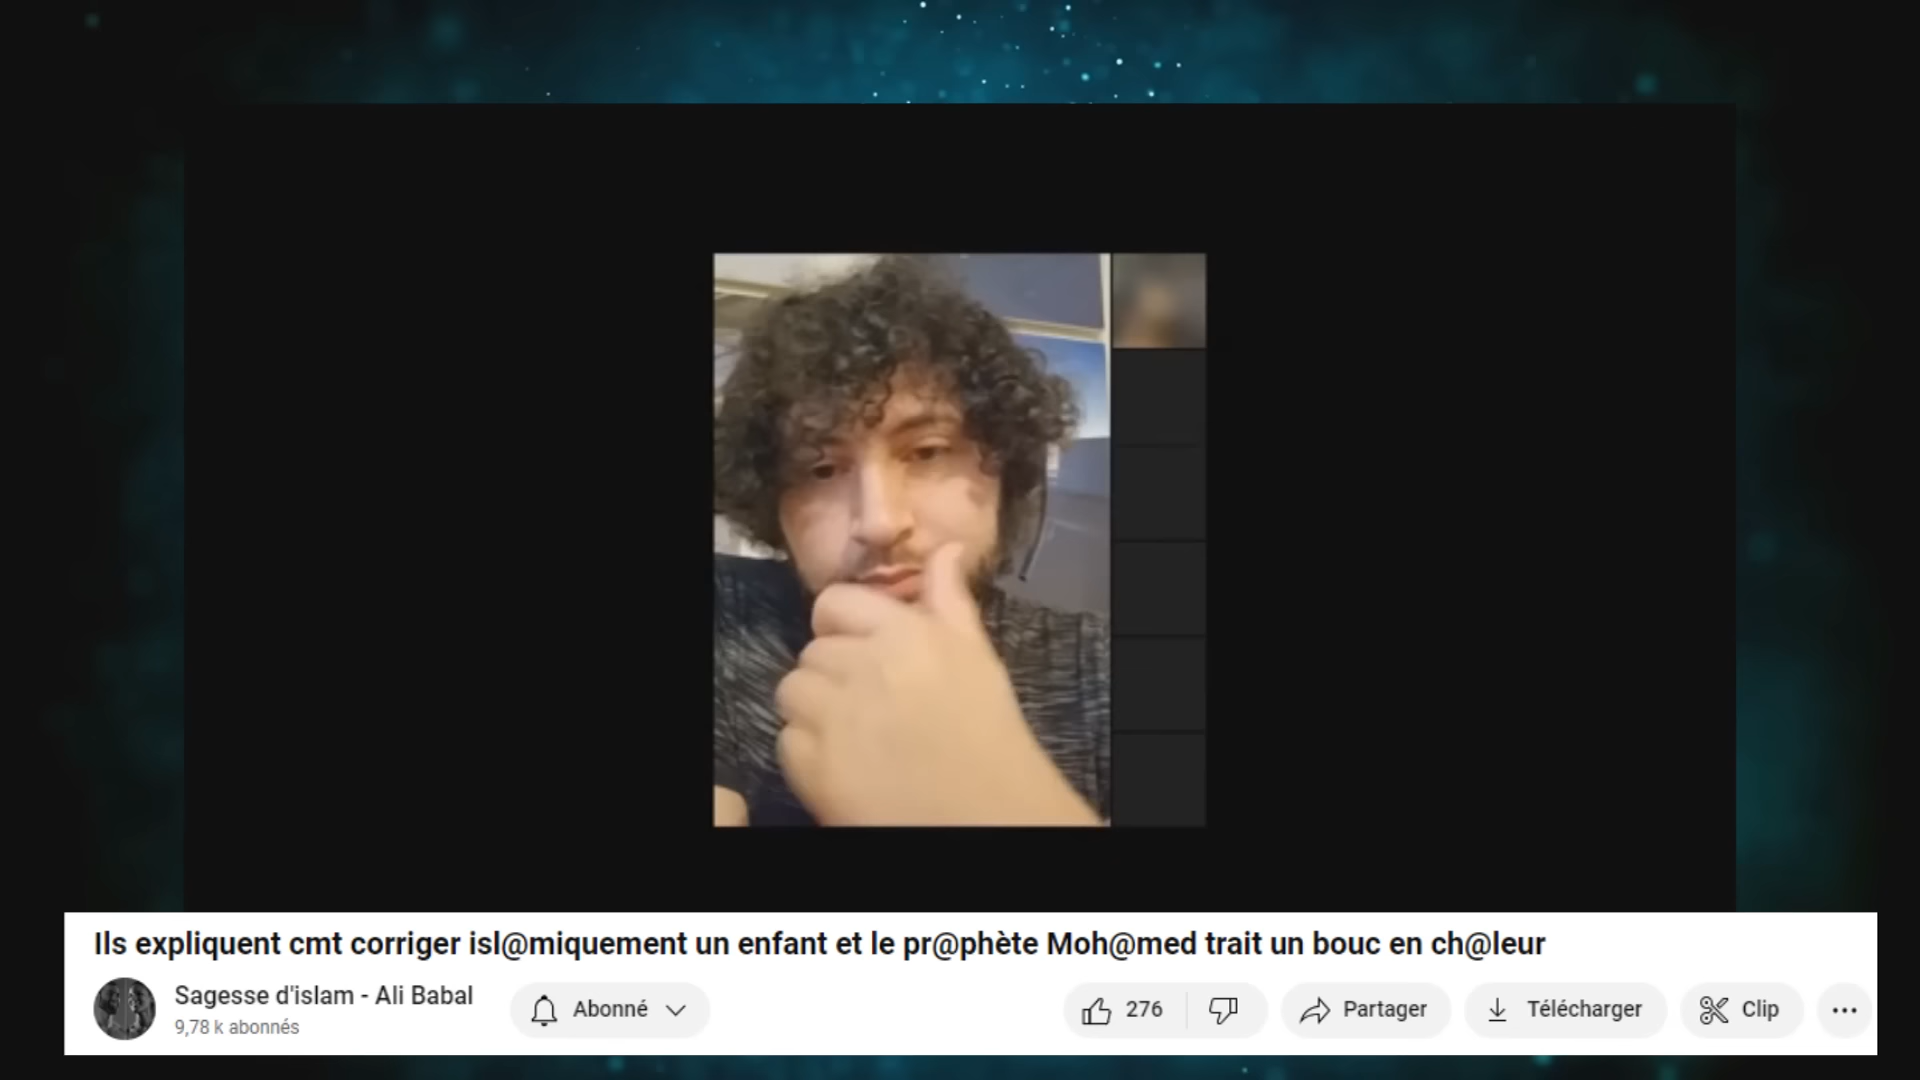 Ils expliquent cmt corriger isl@miquement un enfant et le pr@phète Moh@med trait un bouc en ch@leur
Sagesse d'islam - Ali Babal
9,78 k abonnés
Abonné
276
Partager
Télécharger
Clip